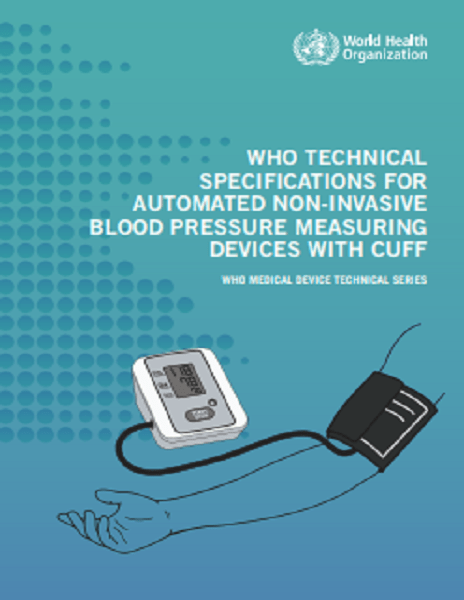 World Health
Organization
WHO TECHNICAL
SPECIFICATIONS FOR
AUTOMATED NON-INVASIVE
BLOOD PRESSURE MEASURING
DEVICES WITH CUFF
WHO MEDICAL DEVICE TECHNICAL SERIES